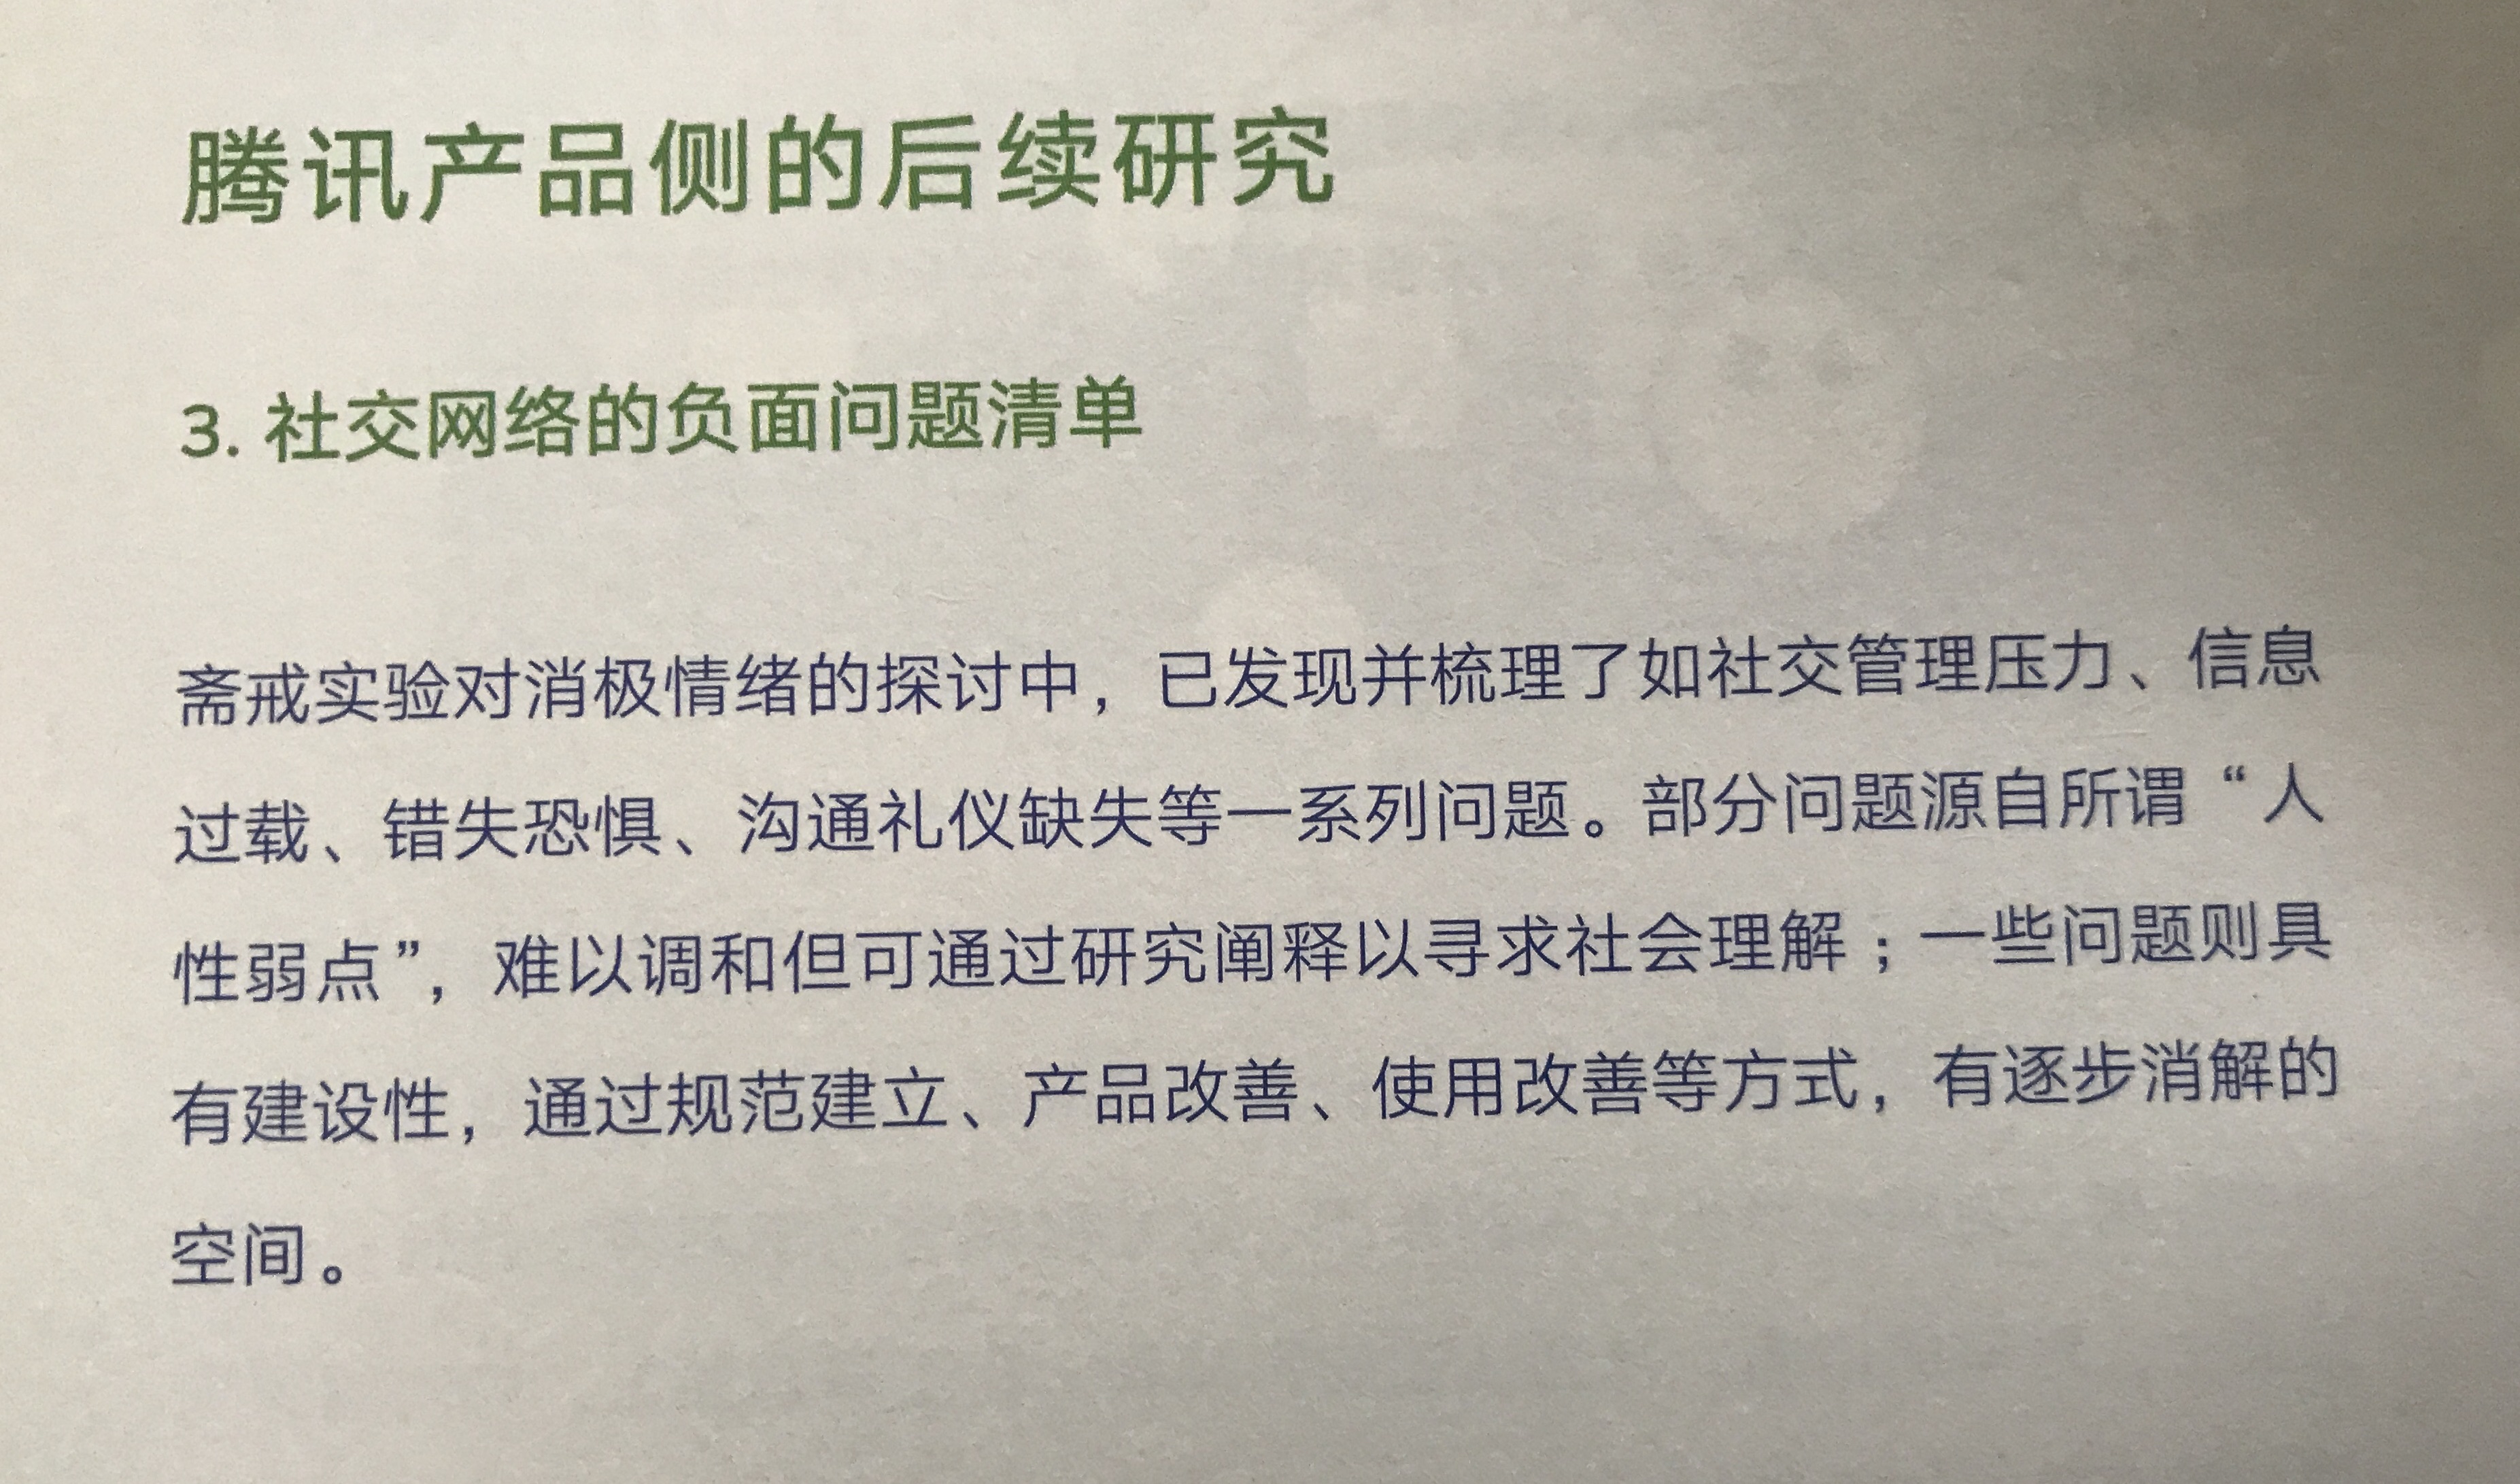 腾讯产品侧的后续研究
3. 社交网络的负面问题清单
斋戒实验对消极情绪的探讨中，已发现并梳理了如社交管理压力、信息
过载、错失恐惧、沟通礼仪缺失等一系列问题。部分问题源自所谓“人
性弱点”，难以调和但可通过研究阐释以寻求社会理解；一些问题则具
有建设性，通过规范建立、产品改善、使用改善等方式，有逐步消解的
空间。